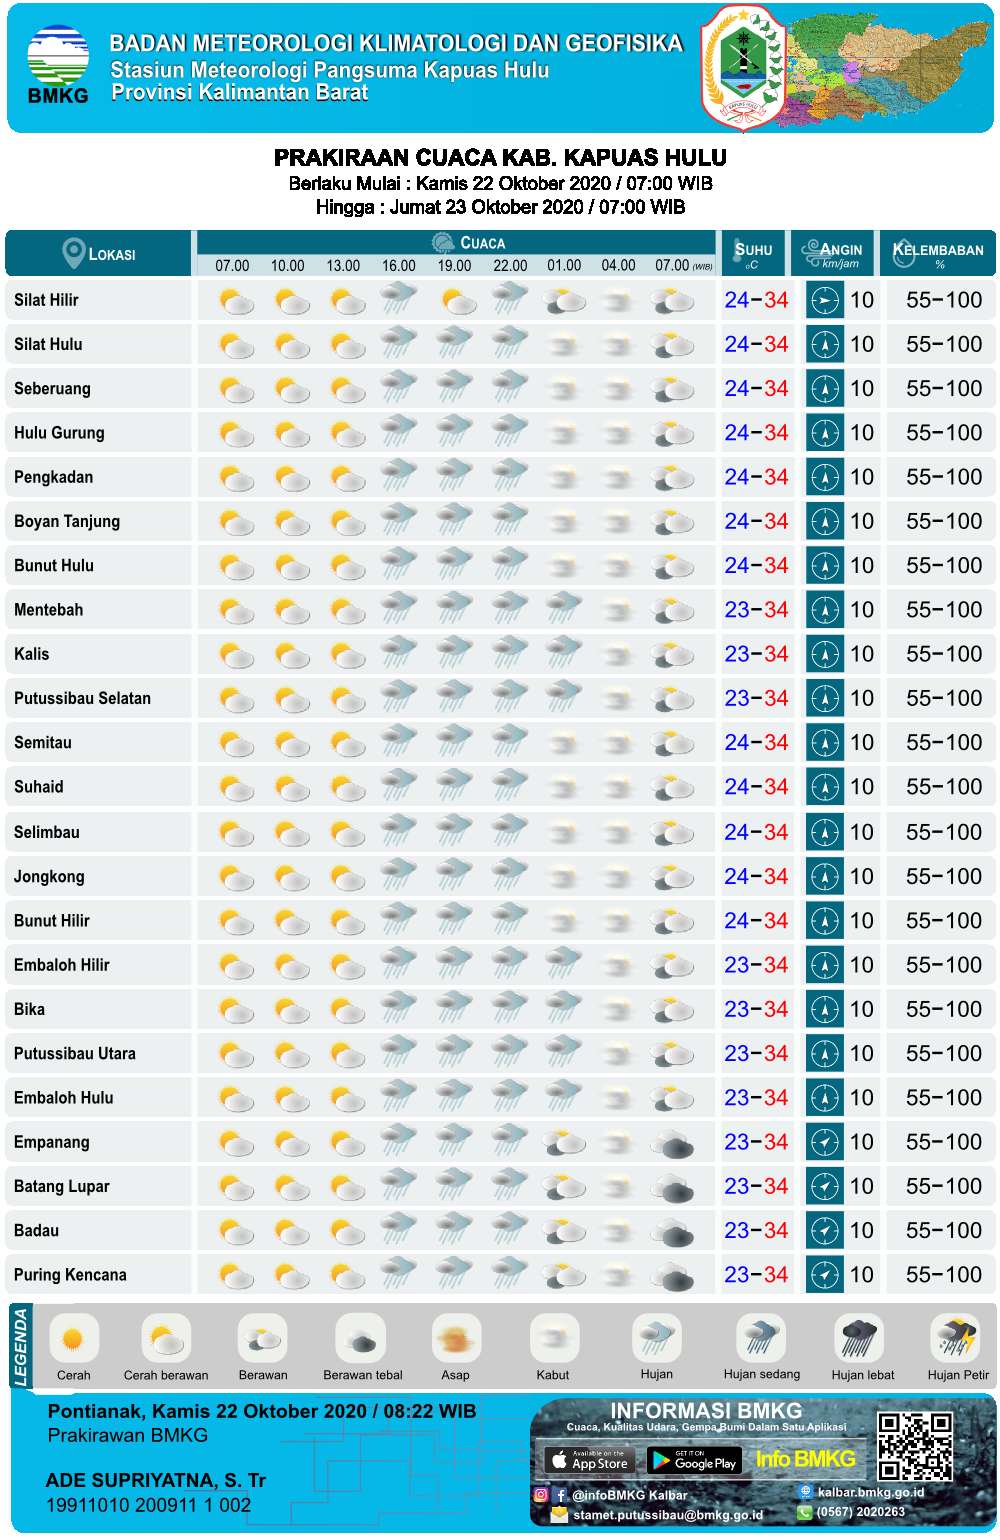 BMKG
BADAN METEOROLOGI KLIMATOLOGI DAN GEOFISIKA
Stasiun Meteorologi Pangsuma Kapuas Hulu
Provinsi Kalimantan Barat
KAPUAS HULU
PRAKIRAAN CUACA KAB. KAPUAS HULU
Berlaku Mulai : Kamis 22 Oktober 2020 / 07:00 WIB
Hingga : Jumat 23 Oktober 2020 / 07:00 WIB
LOKASI CUACA SUHU °C ANGIN km/jam KELEMBABAN %
07.00 10.00 13.00 16.00 19.00 22.00 01.00 04.00 07.00 (WIB)
Silat Hilir 24-34 10 55-100
Silat Hulu 24-34 10 55-100
Seberuang 24-34 10 55-100
Hulu Gurung 24-34 10 55-100
Pengkadan 24-34 10 55-100
Boyan Tanjung 24-34 10 55-100
Bunut Hulu 24-34 10 55-100
Mentebah 23-34 10 55-100
Kalis 23-34 10 55-100
Putussibau Selatan 23-34 10 55-100
Semitau 24-34 10 55-100
Suhaid 24-34 10 55-100
Selimbau 24-34 10 55-100
Jongkong 24-34 10 55-100
Bunut Hilir 24-34 10 55-100
Embaloh Hilir 23-34 10 55-100
Bika 23-34 10 55-100
Putussibau Utara 23-34 10 55-100
Embaloh Hulu 23-34 10 55-100
Empanang 23-34 10 55-100
Batang Lupar 23-34 10 55-100
Badau 23-34 10 55-100
Puring Kencana 23-34 10 55-100
LEGENDA
Cerah Cerah berawan Berawan Berawan tebal Asap Kabut Hujan Hujan sedang Hujan lebat Hujan Petir
Pontianak, Kamis 22 Oktober 2020 / 08:22 WIB
Prakirawan BMKG
ADE SUPRIYATNA, S. Tr
19911010 200911 1 002
INFORMASI BMKG
Cuaca, Kualitas Udara, Gempa Bumi Dalam Satu Aplikasi
Available on the App Store
GET IT ON Google Play
Info BMKG
@infoBMKG Kalbar
kalbar.bmkg.go.id
stamet.putussibau@bmkg.go.id
(0567) 2020263